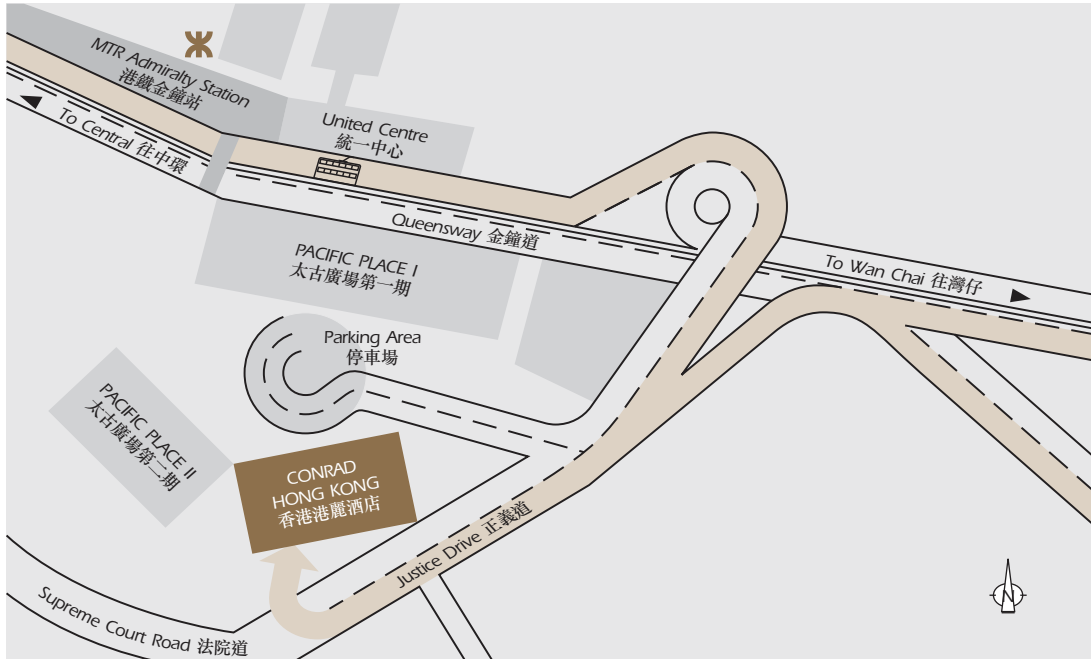 MTR Admiralty Station
港鐵金鐘站
To Central 往中環
United Centre
統一中心
Queensway 金鐘道
PACIFIC PLACE I
太古廣場第一期
To Wan Chai 往灣仔
Parking Area
停車場
PACIFIC PLACE II
太古廣場第二期
CONRAD
HONG KONG
香港港麗酒店
Justice Drive 正義道
Supreme Court Road 法院道
N